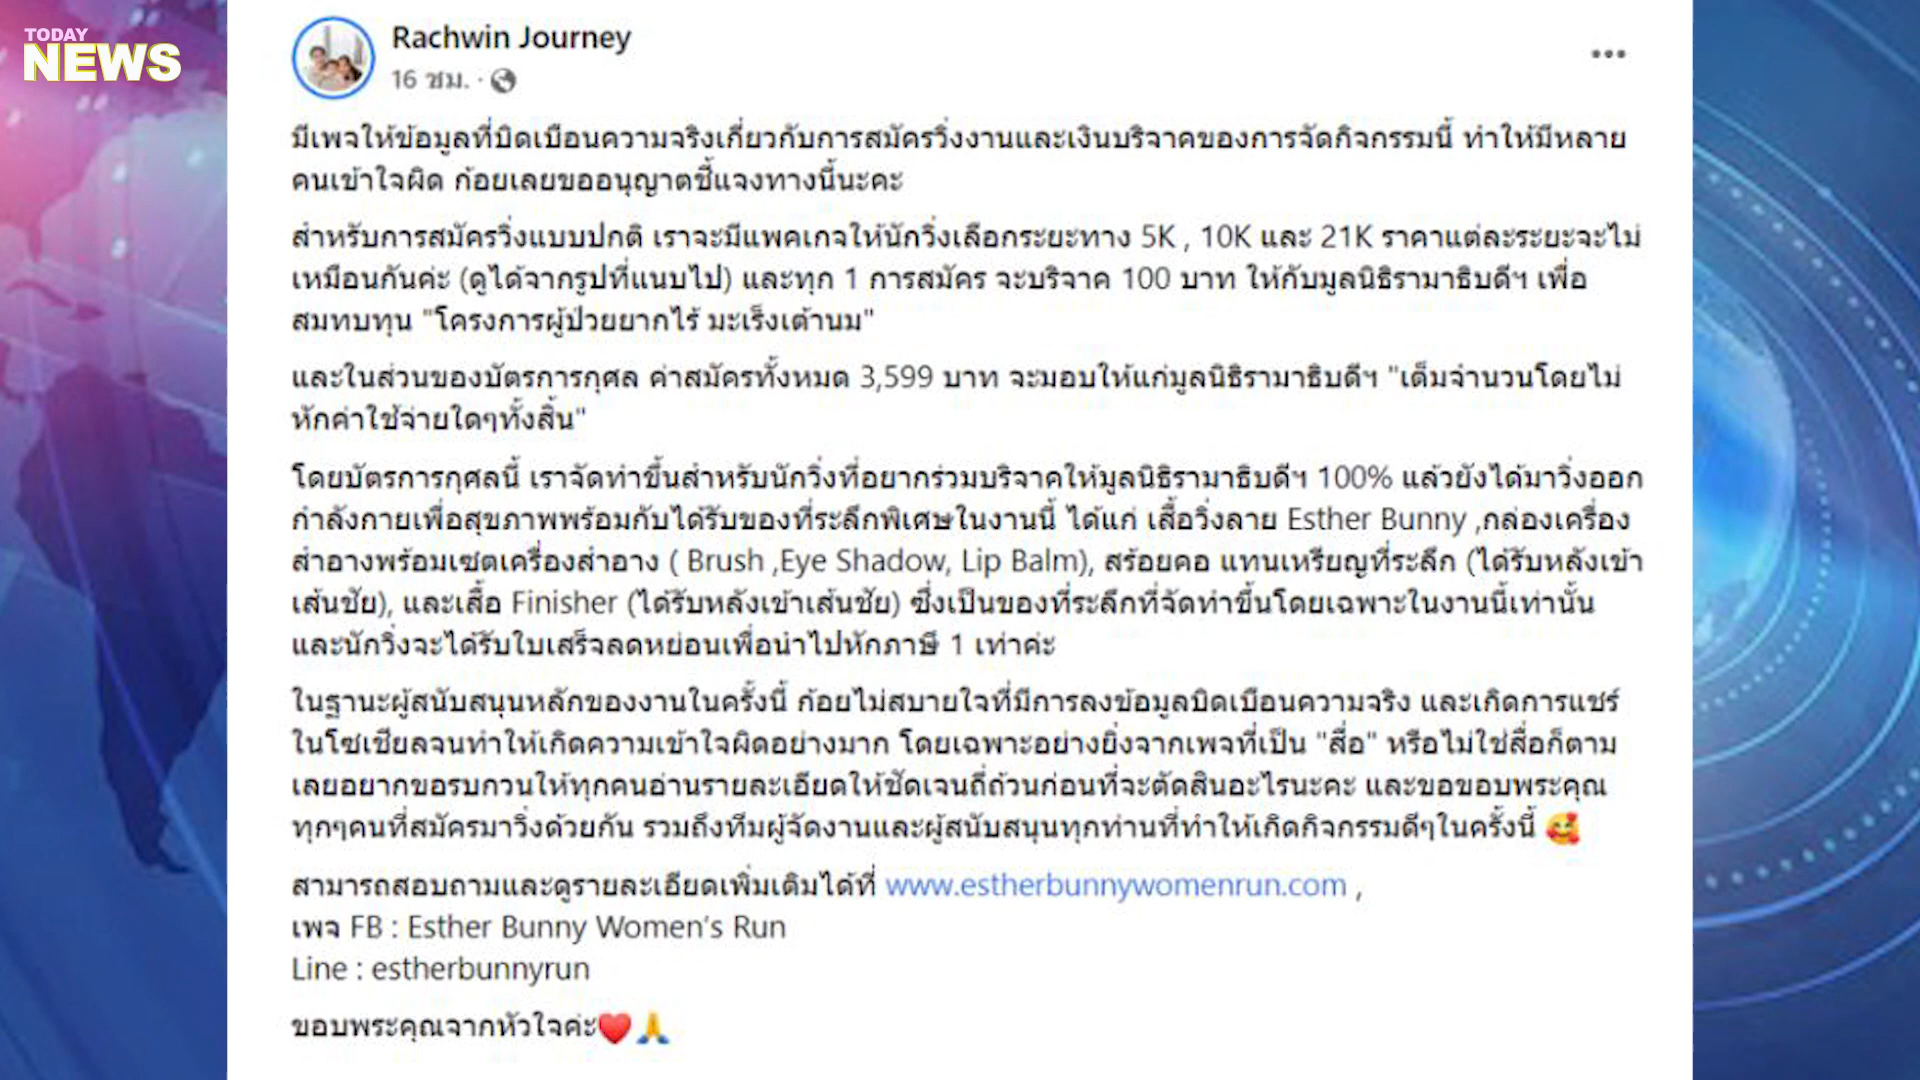 TODAY
NEWS
Rachwin Journey
16 ชม. ·
มีเพจให้ข้อมูลที่บิดเบือนความจริงเกี่ยวกับการสมัครวิ่งงานและเงินบริจาคของการจัดกิจกรรมนี้ ทำให้มีหลาย
คนเข้าใจผิด ก้อยเลยขออนุญาตชี้แจงทางนี้นะคะ
สำหรับการสมัครวิ่งแบบปกติ เราจะมีแพคเกจให้นักวิ่งเลือกระยะทาง 5K , 10K และ 21K ราคาแต่ละระยะจะไม่
เหมือนกันค่ะ (ดูได้จากรูปที่แนบไป) และทุก 1 การสมัคร จะบริจาค 100 บาท ให้กับมูลนิธิรามาธิบดีฯ เพื่อ
สมทบทุน "โครงการผู้ป่วยยากไร้ มะเร็งเต้านม"
และในส่วนของบัตรการกุศล ค่าสมัครทั้งหมด 3,599 บาท จะมอบให้แก่มูลนิธิรามาธิบดีฯ "เต็มจำนวนโดยไม่
หักค่าใช้จ่ายใดๆทั้งสิ้น"
โดยบัตรการกุศลนี้ เราจัดทำขึ้นสำหรับนักวิ่งที่อยากร่วมบริจาคให้มูลนิธิรามาธิบดีฯ 100% แล้วยังได้มาวิ่งออก
กำลังกายเพื่อสุขภาพพร้อมกับได้รับของที่ระลึกพิเศษในงานนี้ ได้แก่ เสื้อวิ่งลาย Esther Bunny ,กล่องเครื่อง
สำอางพร้อมเซตเครื่องสำอาง ( Brush ,Eye Shadow, Lip Balm), สร้อยคอ แทนเหรียญที่ระลึก (ได้รับหลังเข้า
เส้นชัย), และเสื้อ Finisher (ได้รับหลังเข้าเส้นชัย) ซึ่งเป็นของที่ระลึกที่จัดทำขึ้นโดยเฉพาะในงานนี้เท่านั้น
และนักวิ่งจะได้รับใบเสร็จลดหย่อนเพื่อนำไปหักภาษี 1 เท่าค่ะ
ในฐานะผู้สนับสนุนหลักของงานในครั้งนี้ ก้อยไม่สบายใจที่มีการลงข้อมูลบิดเบือนความจริง และเกิดการแชร์
ในโซเชียลจนทำให้เกิดความเข้าใจผิดอย่างมาก โดยเฉพาะอย่างยิ่งจากเพจที่เป็น "สื่อ" หรือไม่ใช่สื่อก็ตาม
เลยอยากขอรบกวนให้ทุกคนอ่านรายละเอียดให้ชัดเจนถี่ถ้วนก่อนที่จะตัดสินอะไรนะคะ และขอขอบพระคุณ
ทุกๆคนที่สมัครมาวิ่งด้วยกัน รวมถึงทีมผู้จัดงานและผู้สนับสนุนทุกท่านที่ทำให้เกิดกิจกรรมดีๆในครั้งนี้ 🥰
สามารถสอบถามและดูรายละเอียดเพิ่มเติมได้ที่ www.estherbunnywomenrun.com ,
เพจ FB : Esther Bunny Women's Run
Line : estherbunnyrun
ขอบพระคุณจากหัวใจค่ะ❤️🙏